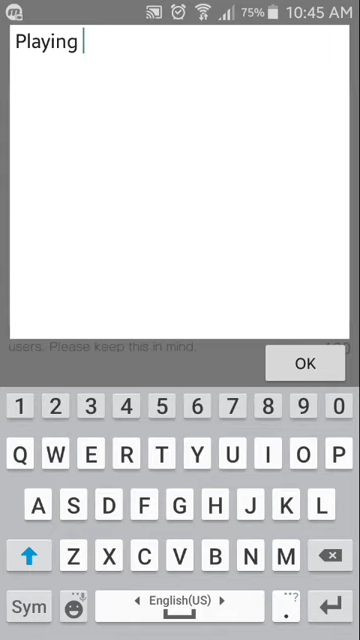 75% 10:45 AM
Playing
users. Please keep this in mind.
OK
1 2 3 4 5 6 7 8 9 0
Q W E R T Y U I O P
A S D F G H J K L
Z X C V B N M
Sym English(US) .